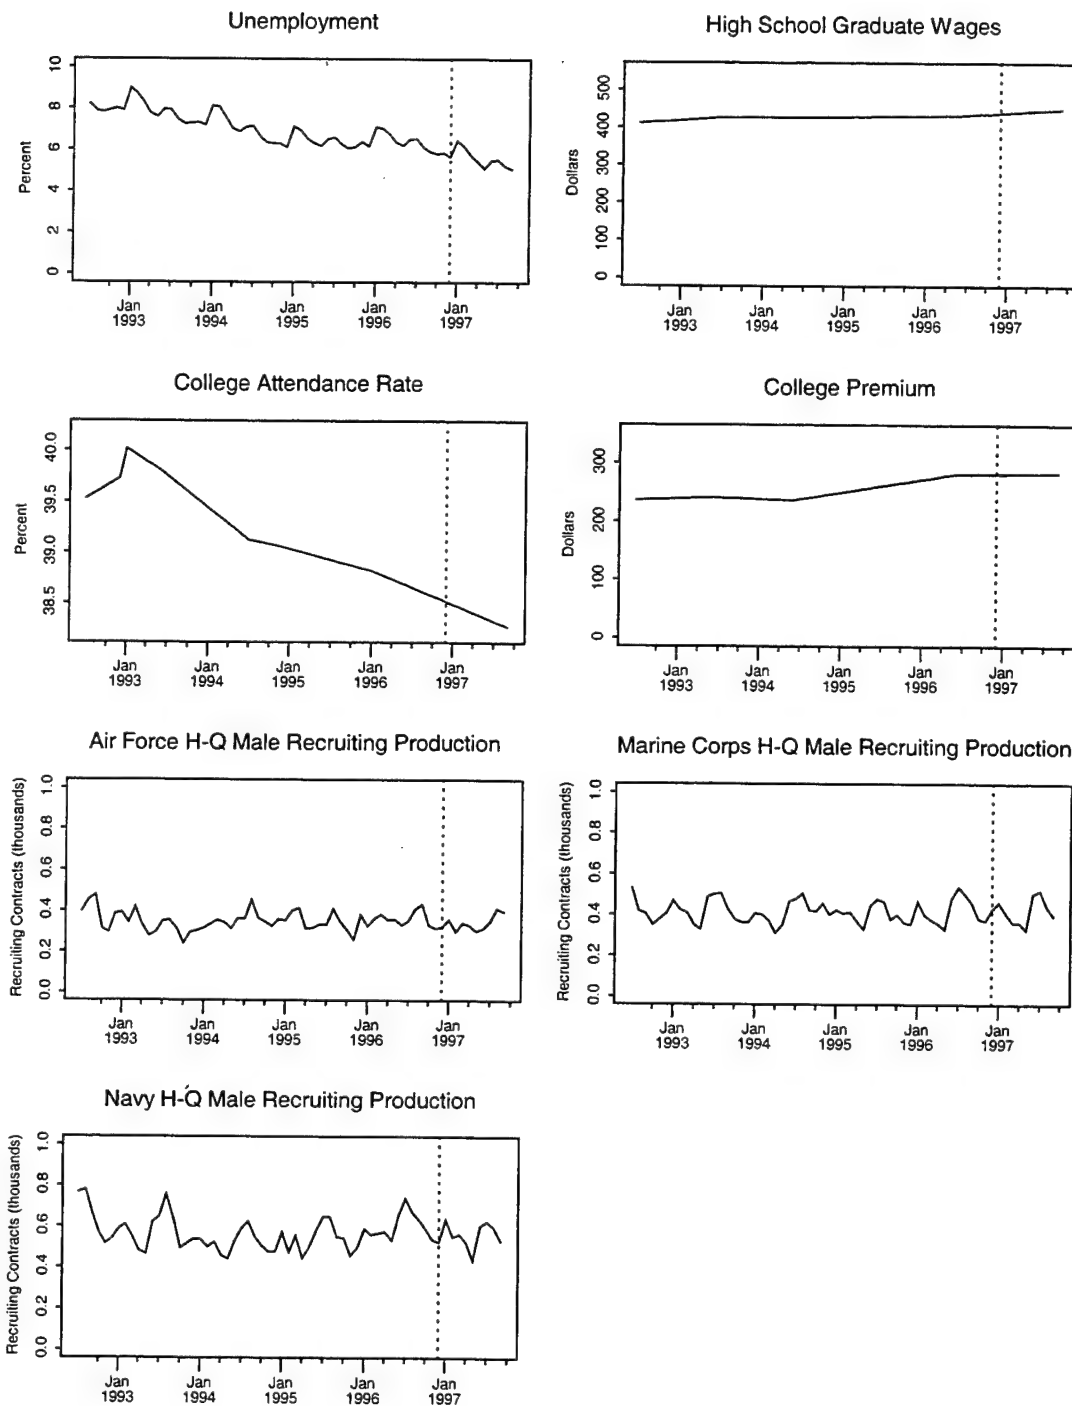 Unemployment
Percent
0 2 4 6 8 10
Jan 1993
Jan 1994
Jan 1995
Jan 1996
Jan 1997
High School Graduate Wages
Dollars
0 100 200 300 400 500
Jan 1993
Jan 1994
Jan 1995
Jan 1996
Jan 1997
College Attendance Rate
Percent
38.5 39.0 39.5 40.0
Jan 1993
Jan 1994
Jan 1995
Jan 1996
Jan 1997
College Premium
Dollars
0 100 200 300
Jan 1993
Jan 1994
Jan 1995
Jan 1996
Jan 1997
Air Force H-Q Male Recruiting Production
Recruiting Contracts (thousands)
0.0 0.2 0.4 0.6 0.8 1.0
Jan 1993
Jan 1994
Jan 1995
Jan 1996
Jan 1997
Marine Corps H-Q Male Recruiting Production
Recruiting Contracts (thousands)
0.0 0.2 0.4 0.6 0.8 1.0
Jan 1993
Jan 1994
Jan 1995
Jan 1996
Jan 1997
Navy H-Q Male Recruiting Production
Recruiting Contracts (thousands)
0.0 0.2 0.4 0.6 0.8 1.0
Jan 1993
Jan 1994
Jan 1995
Jan 1996
Jan 1997